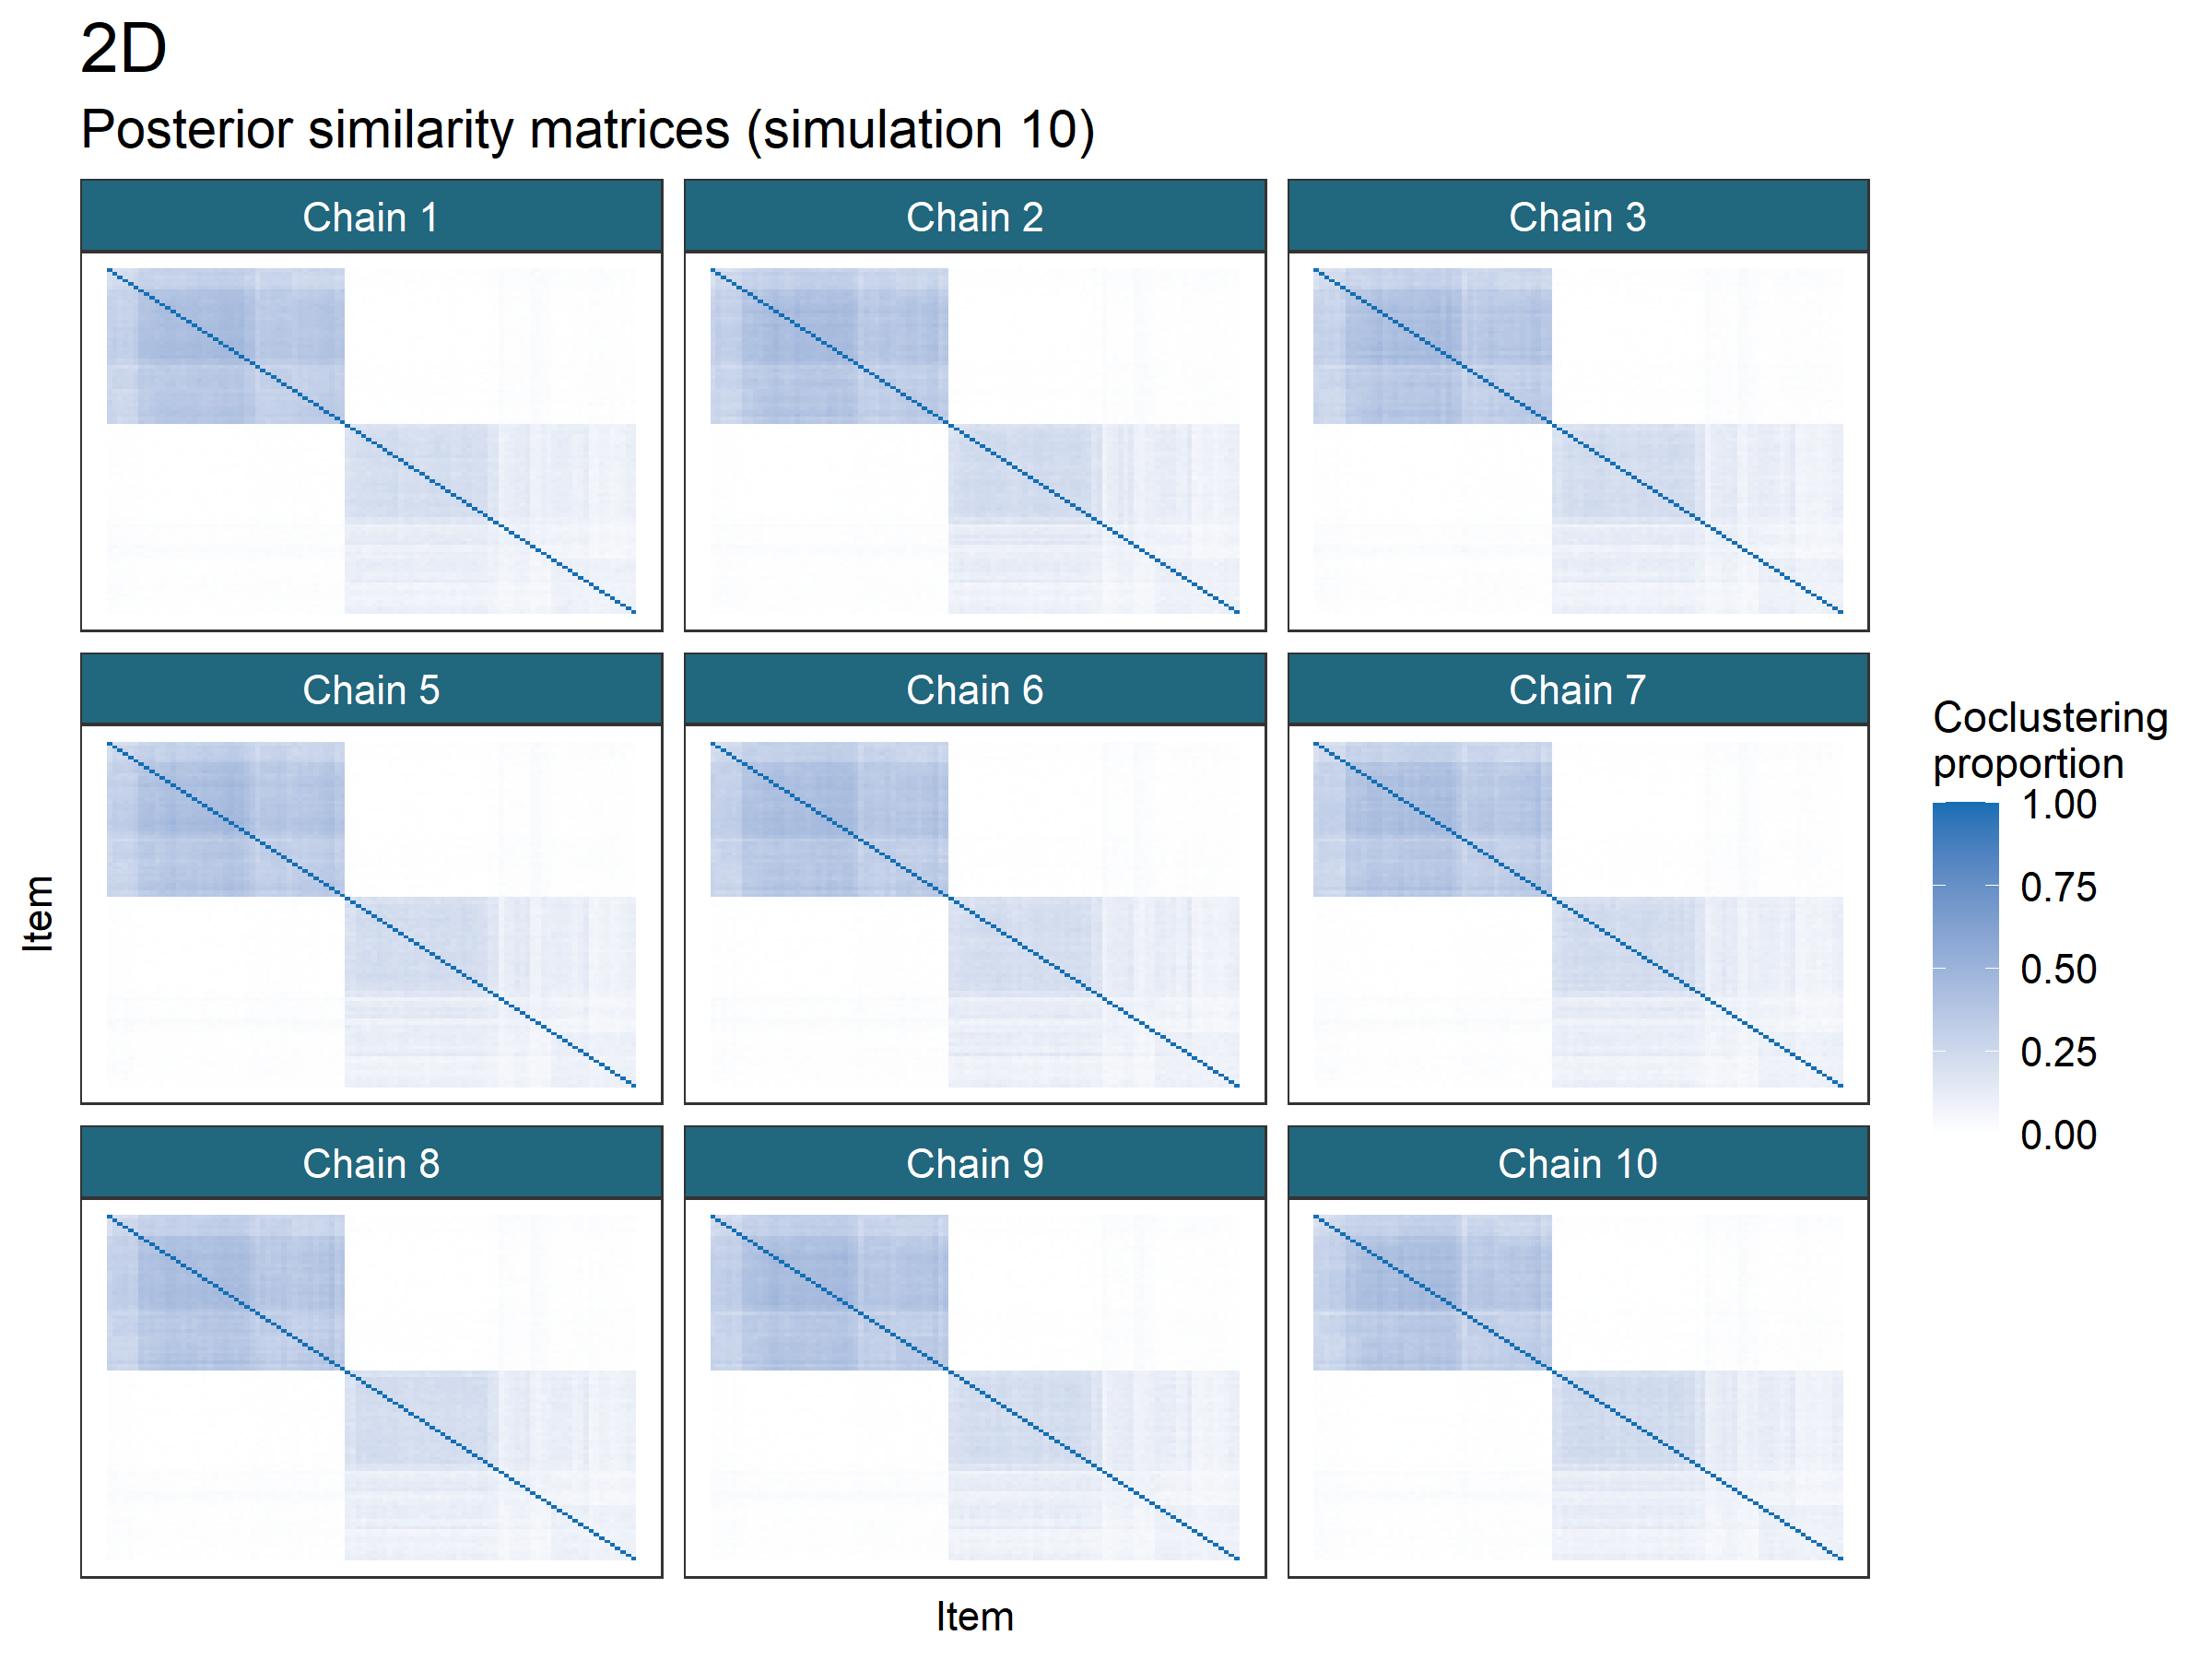 2D
Posterior similarity matrices (simulation 10)
Chain 1
Chain 2
Chain 3
Chain 5
Chain 6
Chain 7
Chain 8
Chain 9
Chain 10
Item
Item
Coclustering
proportion
1.00
0.75
0.50
0.25
0.00